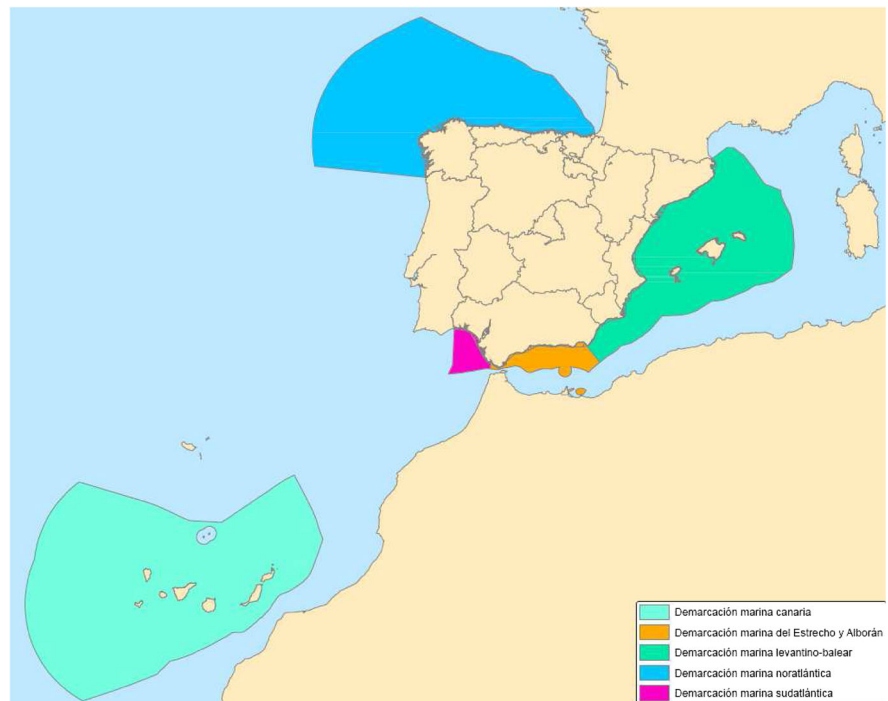 Demarcación marina canaria
Demarcación marina del Estrecho y Alborán
Demarcación marina levantino-balear
Demarcación marina noratlántica
Demarcación marina sudatlántica